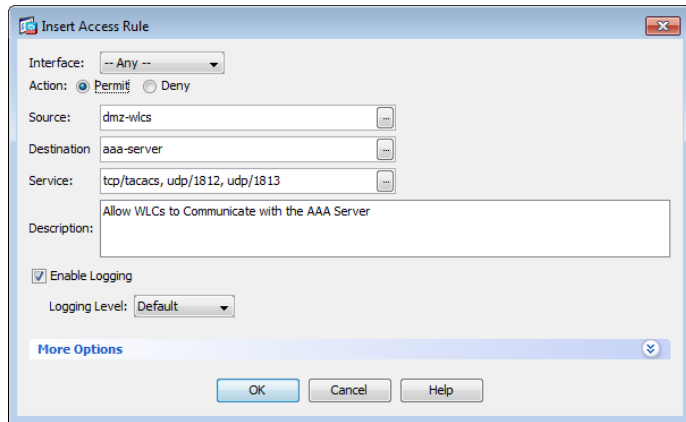 Insert Access Rule
Interface: -- Any --
Action: Permit Deny
Source: dmz-wlcs ...
Destination aaa-server ...
Service: tcp/tacacs, udp/1812, udp/1813 ...
Allow WLCs to Communicate with the AAA Server
Description:
Enable Logging
Logging Level: Default
More Options
OK Cancel Help